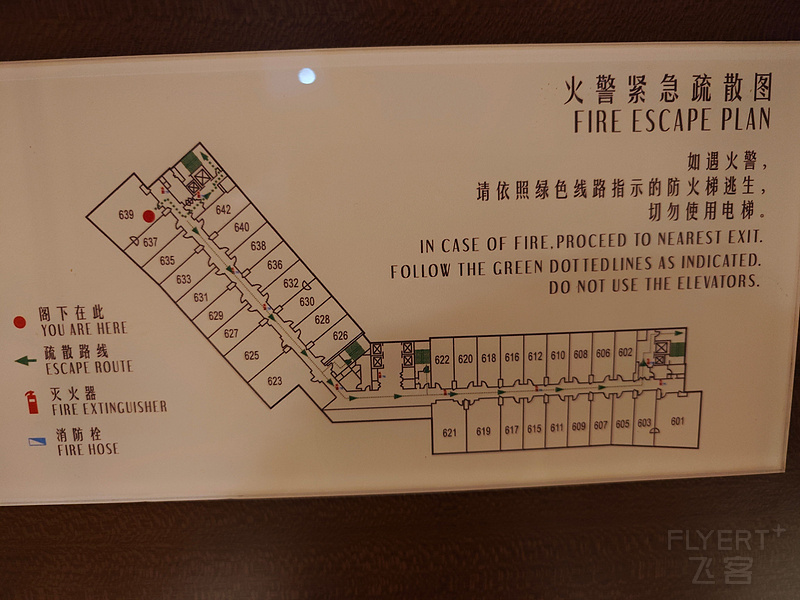 火警紧急疏散图
FIRE ESCAPE PLAN
如遇火警，
请依照绿色线路指示的防火梯逃生，
切勿使用电梯。
IN CASE OF FIRE, PROCEED TO NEAREST EXIT.
FOLLOW THE GREEN DOTTEDLINES AS INDICATED.
DO NOT USE THE ELEVATORS.
639
642
637
640
635
638
633
636
631
632
629
630
627
628
625
626
623
622
620
618
616
612
610
608
606
602
621
619
617
615
611
609
607
605
603
601
阁下在此
YOU ARE HERE
疏散路线
ESCAPE ROUTE
灭火器
FIRE EXTINGUISHER
消防栓
FIRE HOSE
FLYERT+
飞客